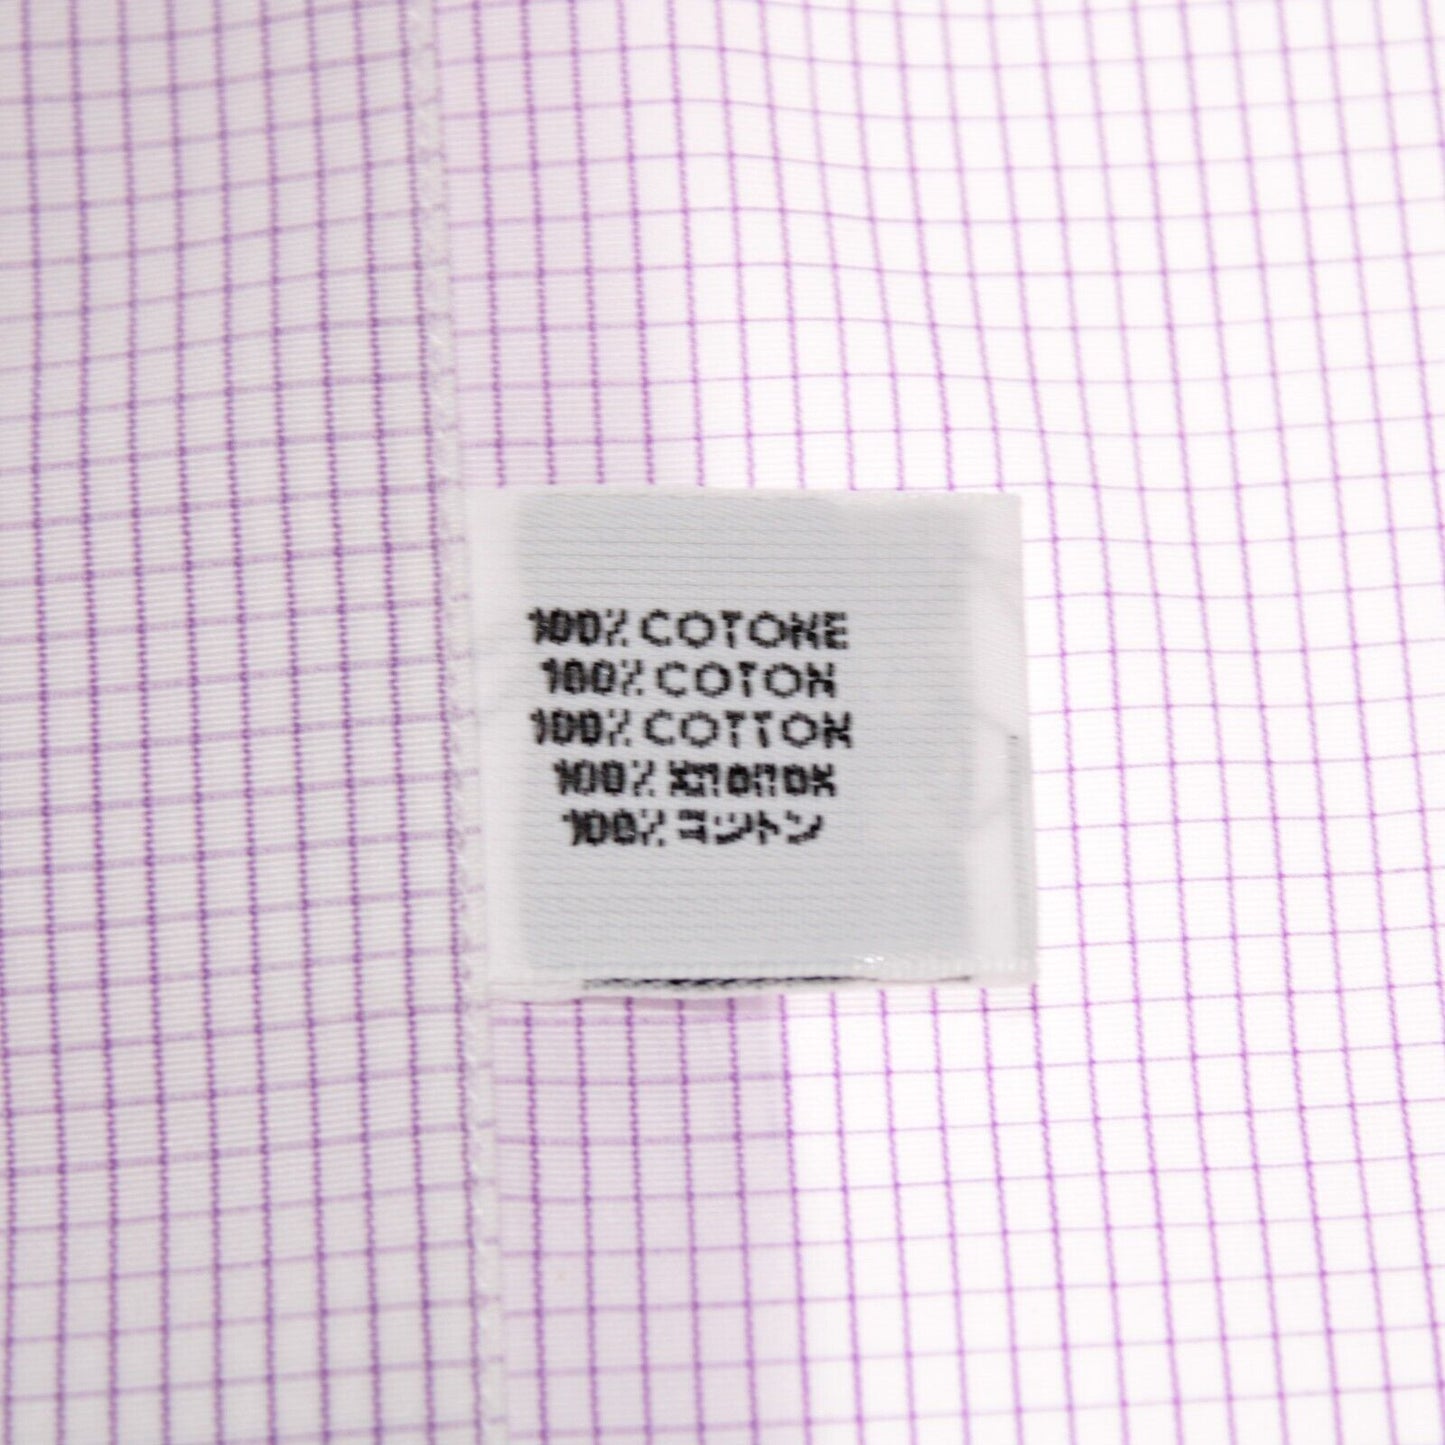 100% COTONE
100% COTON
100% COTTON
100% ХЛОПОК
100% コットン